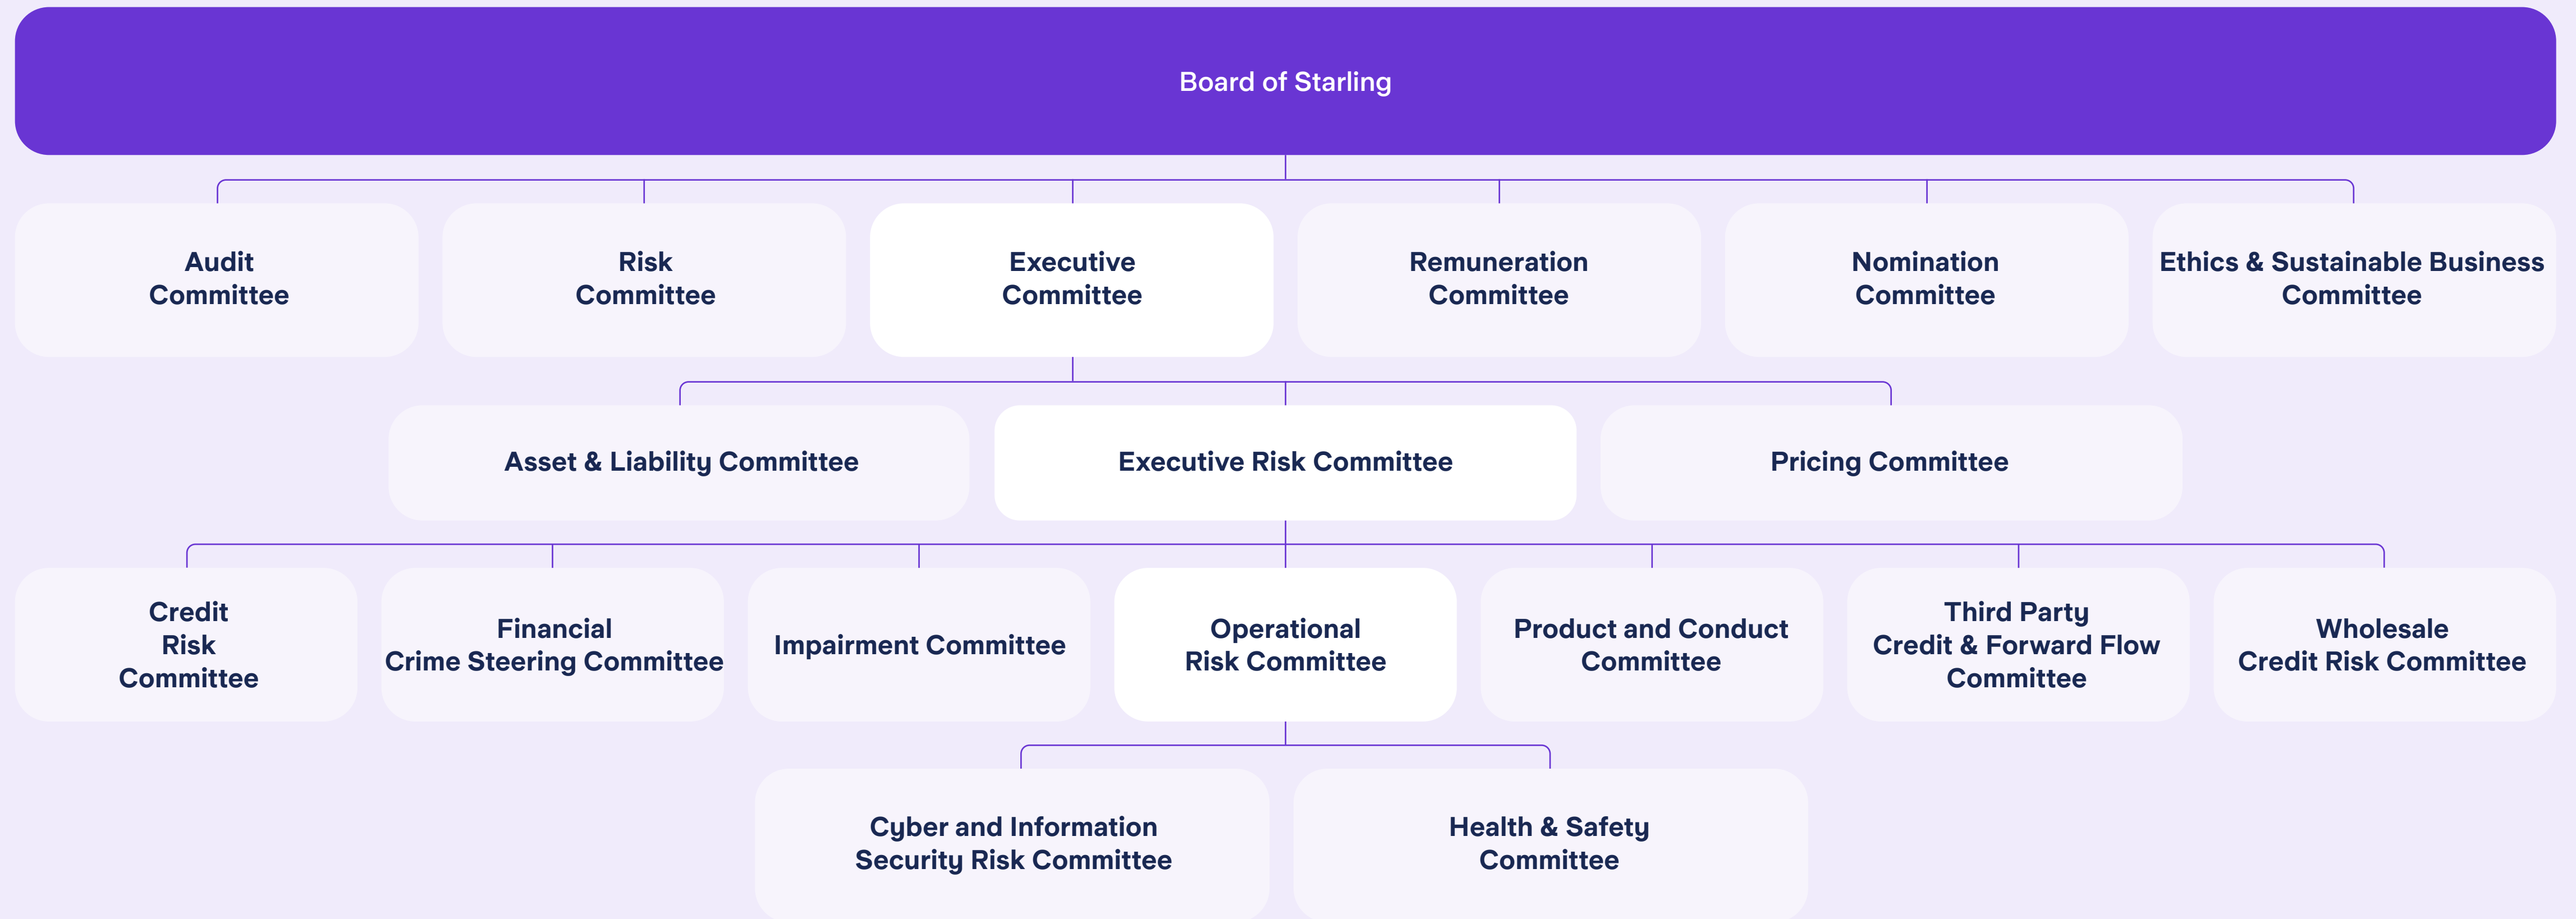 Board of Starling
Audit
Committee
Risk
Committee
Executive
Committee
Remuneration
Committee
Nomination
Committee
Ethics & Sustainable Business
Committee
Asset & Liability Committee
Executive Risk Committee
Pricing Committee
Credit
Risk
Committee
Financial
Crime Steering Committee
Impairment Committee
Operational
Risk Committee
Product and Conduct
Committee
Third Party
Credit & Forward Flow
Committee
Wholesale
Credit Risk Committee
Cyber and Information
Security Risk Committee
Health & Safety
Committee